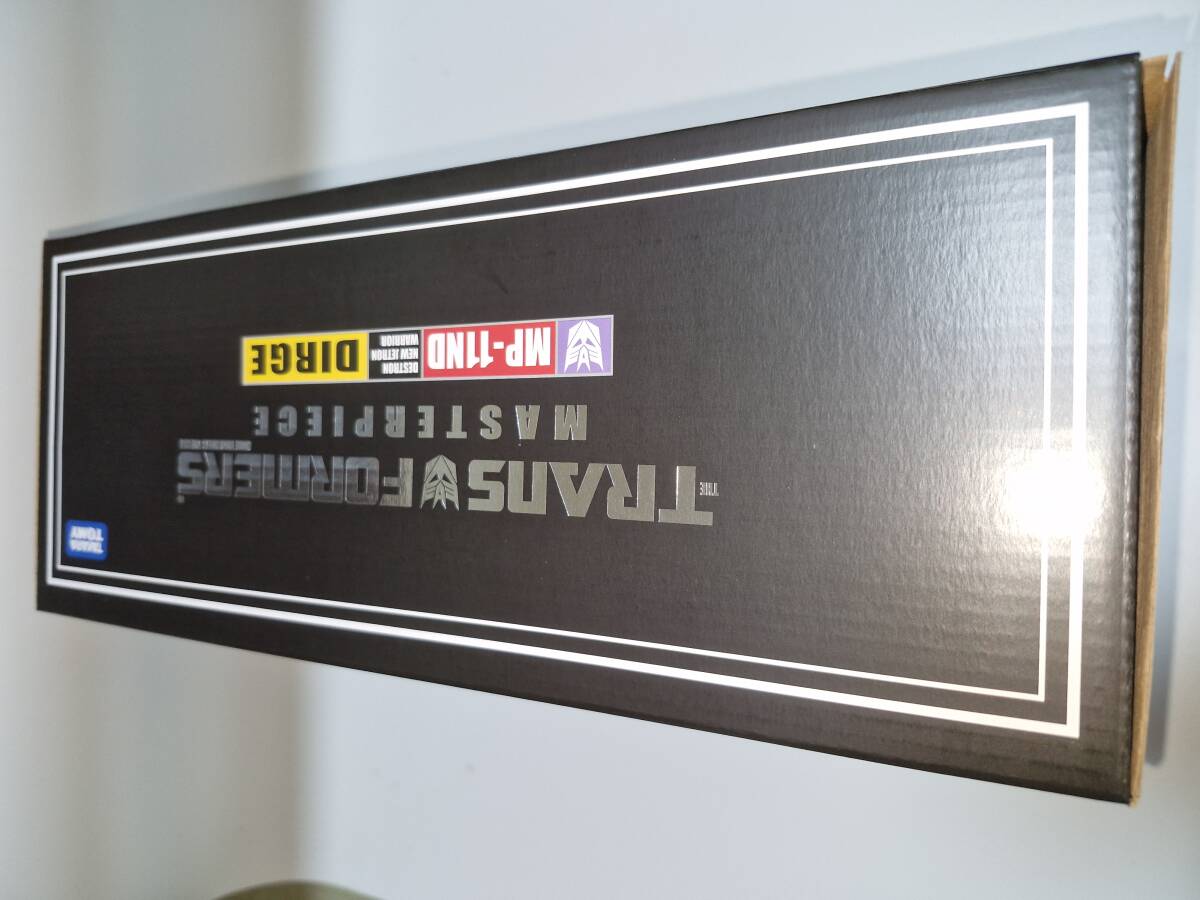 TAKARA
TOMY
THE
TRANSFORMERS
MASTERPIECE
MP-11ND
DESTRON
NEW JETRON
WARRIOR
DIRGE